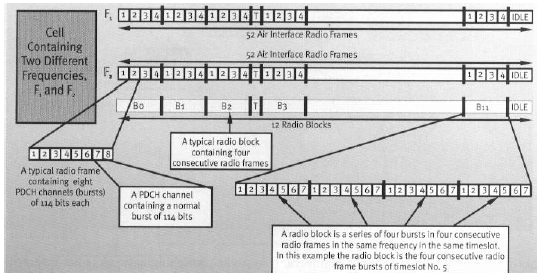 Cell
Containing
Two Different
Frequencies,
F1 and F2
F1 1 2 3 4 1 2 3 4 1 2 3 4 T 1 2 3 4 1 2 3 4 IDLE
52 Air Interface Radio Frames
52 Air Interface Radio Frames
F2 1 2 3 4 1 2 3 4 1 2 3 4 T 1 2 3 4 1 2 3 4 IDLE
B0 B1 B2 T B3 B11 IDLE
12 Radio Blocks
A typical radio block
containing four
consecutive radio frames
1 2 3 4 5 6 7 8
A typical radio frame
containing eight
PDCH channels (bursts)
of 114 bits each
A PDCH channel
containing a normal
burst of 114 bits
1 2 3 4 5 6 7 1 2 3 4 5 6 7 1 2 3 4 5 6 7 1 2 3 4 5 6 7
A radio block is a series of four bursts in four consecutive
radio frames in the same frequency in the same timeslot.
In this example the radio block is the four consecutive radio
frame bursts of timeslot No. 5